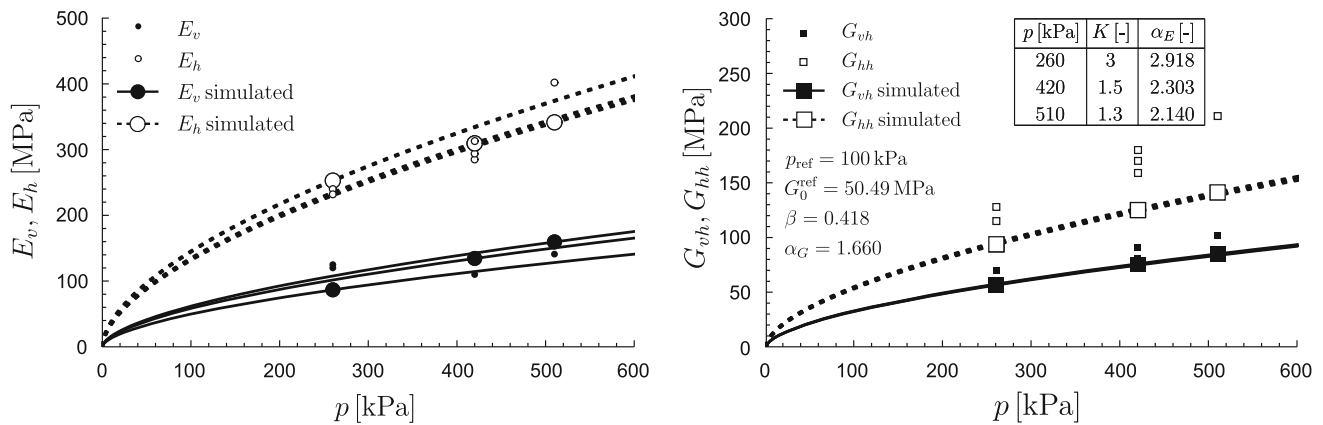 500
400
300
200
100
0
E_v, E_h [MPa]
E_v
E_h
E_v simulated
E_h simulated
0 100 200 300 400 500 600
p [kPa]
300
250
200
150
100
50
0
G_vh, G_hh [MPa]
G_vh
G_hh
G_vh simulated
G_hh simulated
p_ref = 100 kPa
G_0^ref = 50.49 MPa
β = 0.418
α_G = 1.660
p [kPa] K [-] α_E [-]
260 3 2.918
420 1.5 2.303
510 1.3 2.140
0 100 200 300 400 500 600
p [kPa]